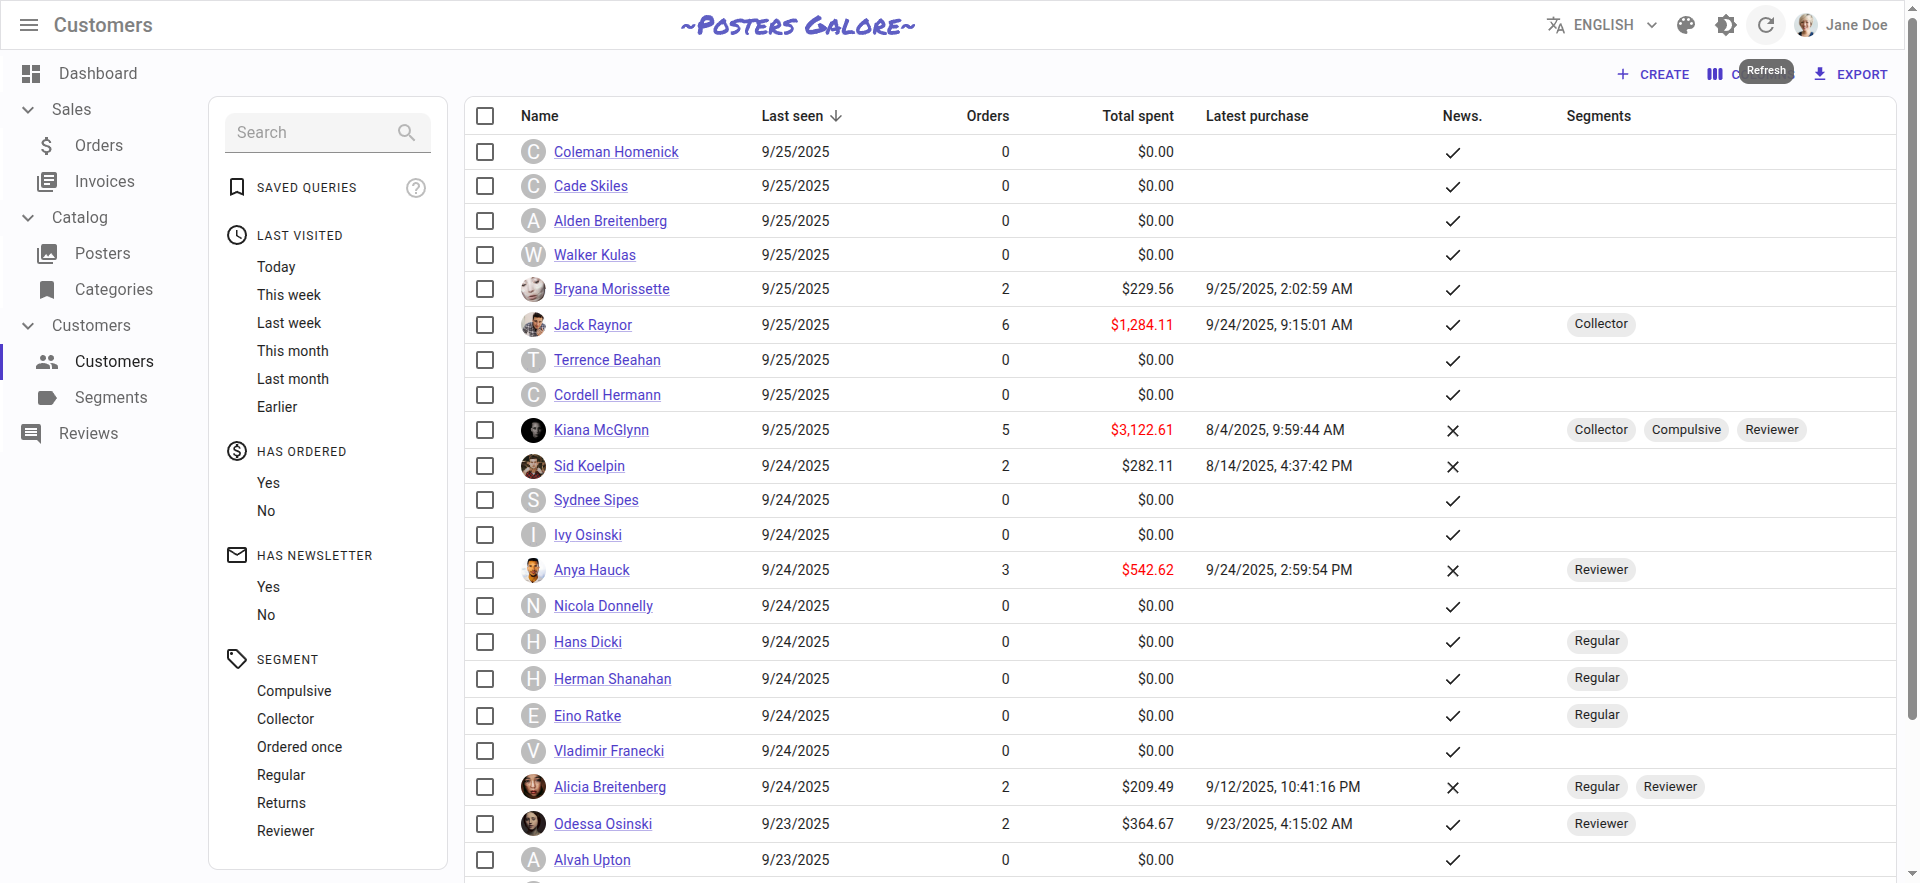 Customers
~Posters Galore~
ENGLISH
Jane Doe
Dashboard
Sales
Orders
Invoices
Catalog
Posters
Categories
Customers
Customers
Segments
Reviews
CREATE
Refresh
EXPORT
Search
SAVED QUERIES
LAST VISITED
Today
This week
Last week
This month
Last month
Earlier
HAS ORDERED
Yes
No
HAS NEWSLETTER
Yes
No
SEGMENT
Compulsive
Collector
Ordered once
Regular
Returns
Reviewer
Name Last seen Orders Total spent Latest purchase News. Segments
C Coleman Homenick 9/25/2025 0 $0.00
C Cade Skiles 9/25/2025 0 $0.00
A Alden Breitenberg 9/25/2025 0 $0.00
W Walker Kulas 9/25/2025 0 $0.00
Bryana Morissette 9/25/2025 2 $229.56 9/25/2025, 2:02:59 AM
Jack Raynor 9/25/2025 6 $1,284.11 9/24/2025, 9:15:01 AM Collector
T Terrence Beahan 9/25/2025 0 $0.00
C Cordell Hermann 9/25/2025 0 $0.00
Kiana McGlynn 9/25/2025 5 $3,122.61 8/4/2025, 9:59:44 AM Collector Compulsive Reviewer
Sid Koelpin 9/24/2025 2 $282.11 8/14/2025, 4:37:42 PM
S Sydnee Sipes 9/24/2025 0 $0.00
I Ivy Osinski 9/24/2025 0 $0.00
Anya Hauck 9/24/2025 3 $542.62 9/24/2025, 2:59:54 PM Reviewer
N Nicola Donnelly 9/24/2025 0 $0.00
H Hans Dicki 9/24/2025 0 $0.00 Regular
H Herman Shanahan 9/24/2025 0 $0.00 Regular
E Eino Ratke 9/24/2025 0 $0.00 Regular
V Vladimir Franecki 9/24/2025 0 $0.00
Alicia Breitenberg 9/24/2025 2 $209.49 9/12/2025, 10:41:16 PM Regular Reviewer
Odessa Osinski 9/23/2025 2 $364.67 9/23/2025, 4:15:02 AM Reviewer
A Alvah Upton 9/23/2025 0 $0.00